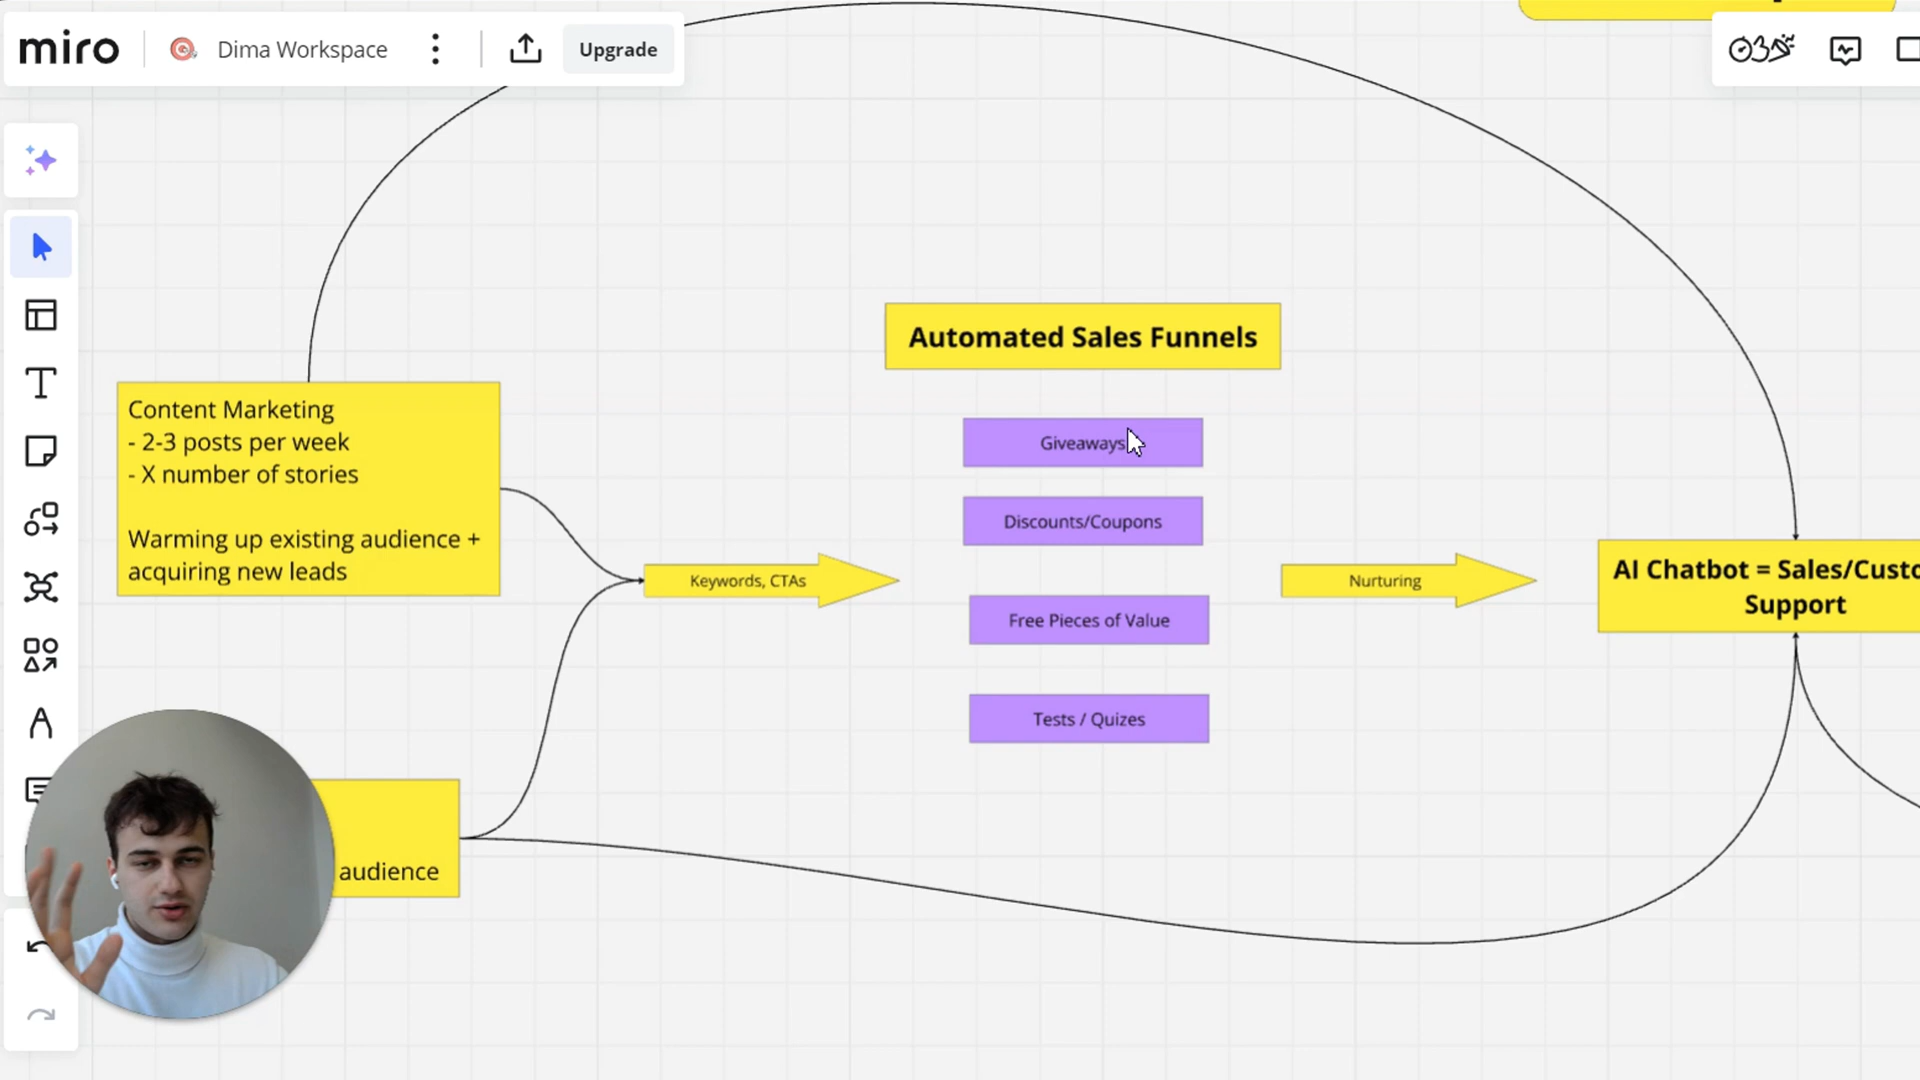 miro
Dima Workspace
Upgrade
Automated Sales Funnels
Content Marketing
- 2-3 posts per week
- X number of stories
Warming up existing audience +
acquiring new leads
Giveaways
Discounts/Coupons
Keywords, CTAs
Free Pieces of Value
Tests / Quizes
Nurturing
AI Chatbot = Sales/Custo
Support
audience